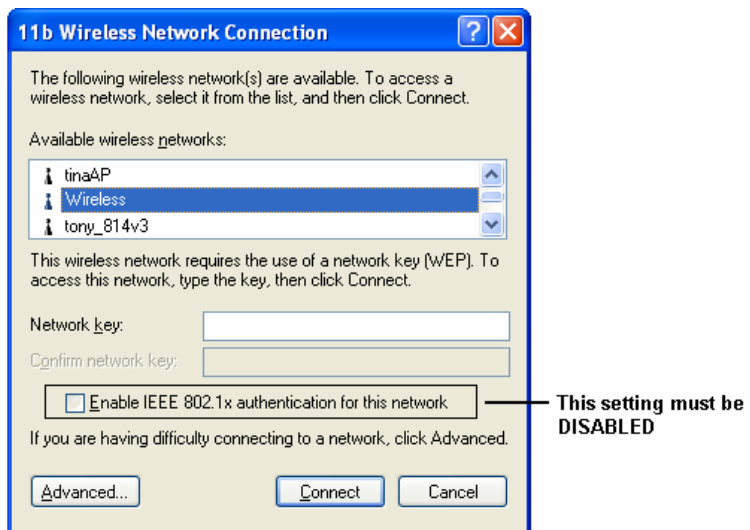 11b Wireless Network Connection
The following wireless network(s) are available. To access a
wireless network, select it from the list, and then click Connect.
Available wireless networks:
tinaAP
Wireless
tony_814v3
This wireless network requires the use of a network key (WEP). To
access this network, type the key, then click Connect.
Network key:
Confirm network key:
Enable IEEE 802.1x authentication for this network
This setting must be
DISABLED
If you are having difficulty connecting to a network, click Advanced.
Advanced...
Connect
Cancel